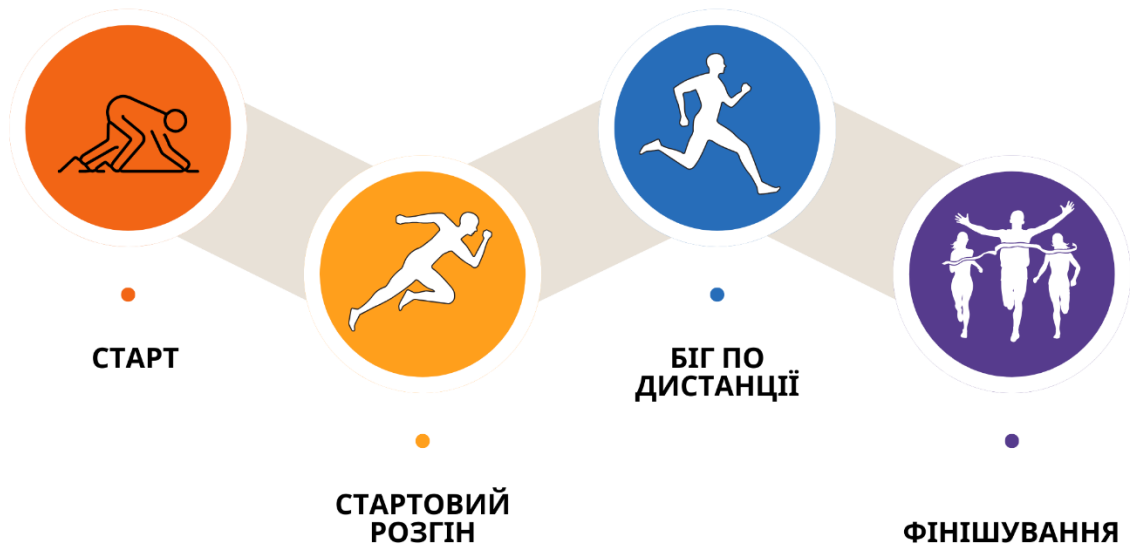 СТАРТ
СТАРТОВИЙ
РОЗГІН
БІГ ПО
ДИСТАНЦІЇ
ФІНІШУВАННЯ